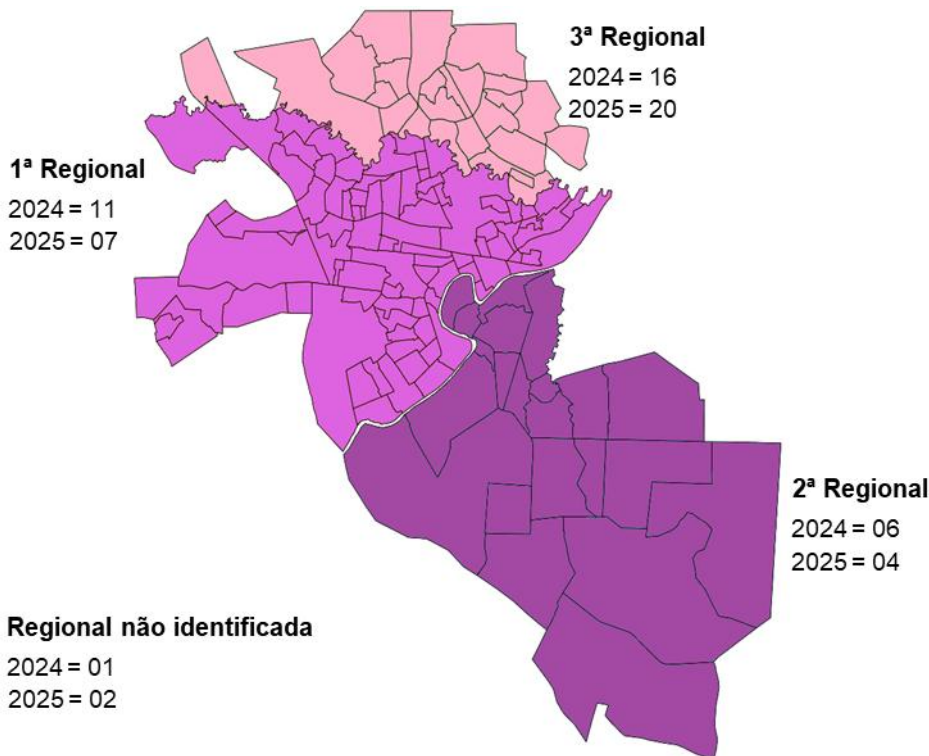 3ª Regional
2024 = 16
2025 = 20
1ª Regional
2024 = 11
2025 = 07
2ª Regional
2024 = 06
2025 = 04
Regional não identificada
2024 = 01
2025 = 02